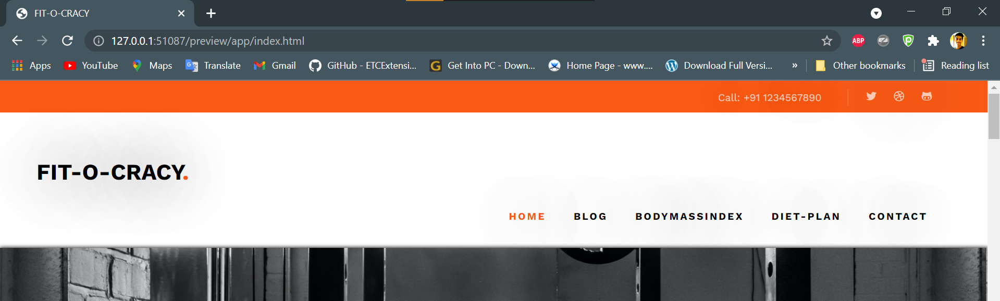 FIT-O-CRACY
127.0.0.1:51087/preview/app/index.html
ABP
Apps YouTube Maps Translate Gmail GitHub - ETCExtensi... Get Into PC - Down... Home Page - www.... Download Full Versi... » Other bookmarks Reading list
Call: +91 1234567890
FIT-O-CRACY.
HOME BLOG BODYMASSINDEX DIET-PLAN CONTACT